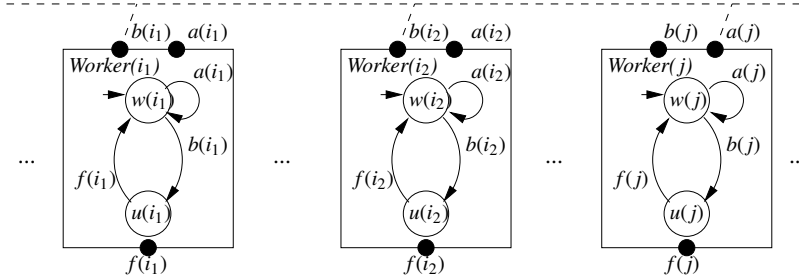 b(i₁) a(i₁) b(i₂) a(i₂) b(j) a(j)
Worker(i₁) a(i₁) Worker(i₂) a(i₂) Worker(j) a(j)
w(i₁) w(i₂) w(j)
b(i₁) b(i₂) b(j)
... ... ... ...
f(i₁) f(i₂) f(j)
u(i₁) u(i₂) u(j)
f(i₁) f(i₂) f(j)